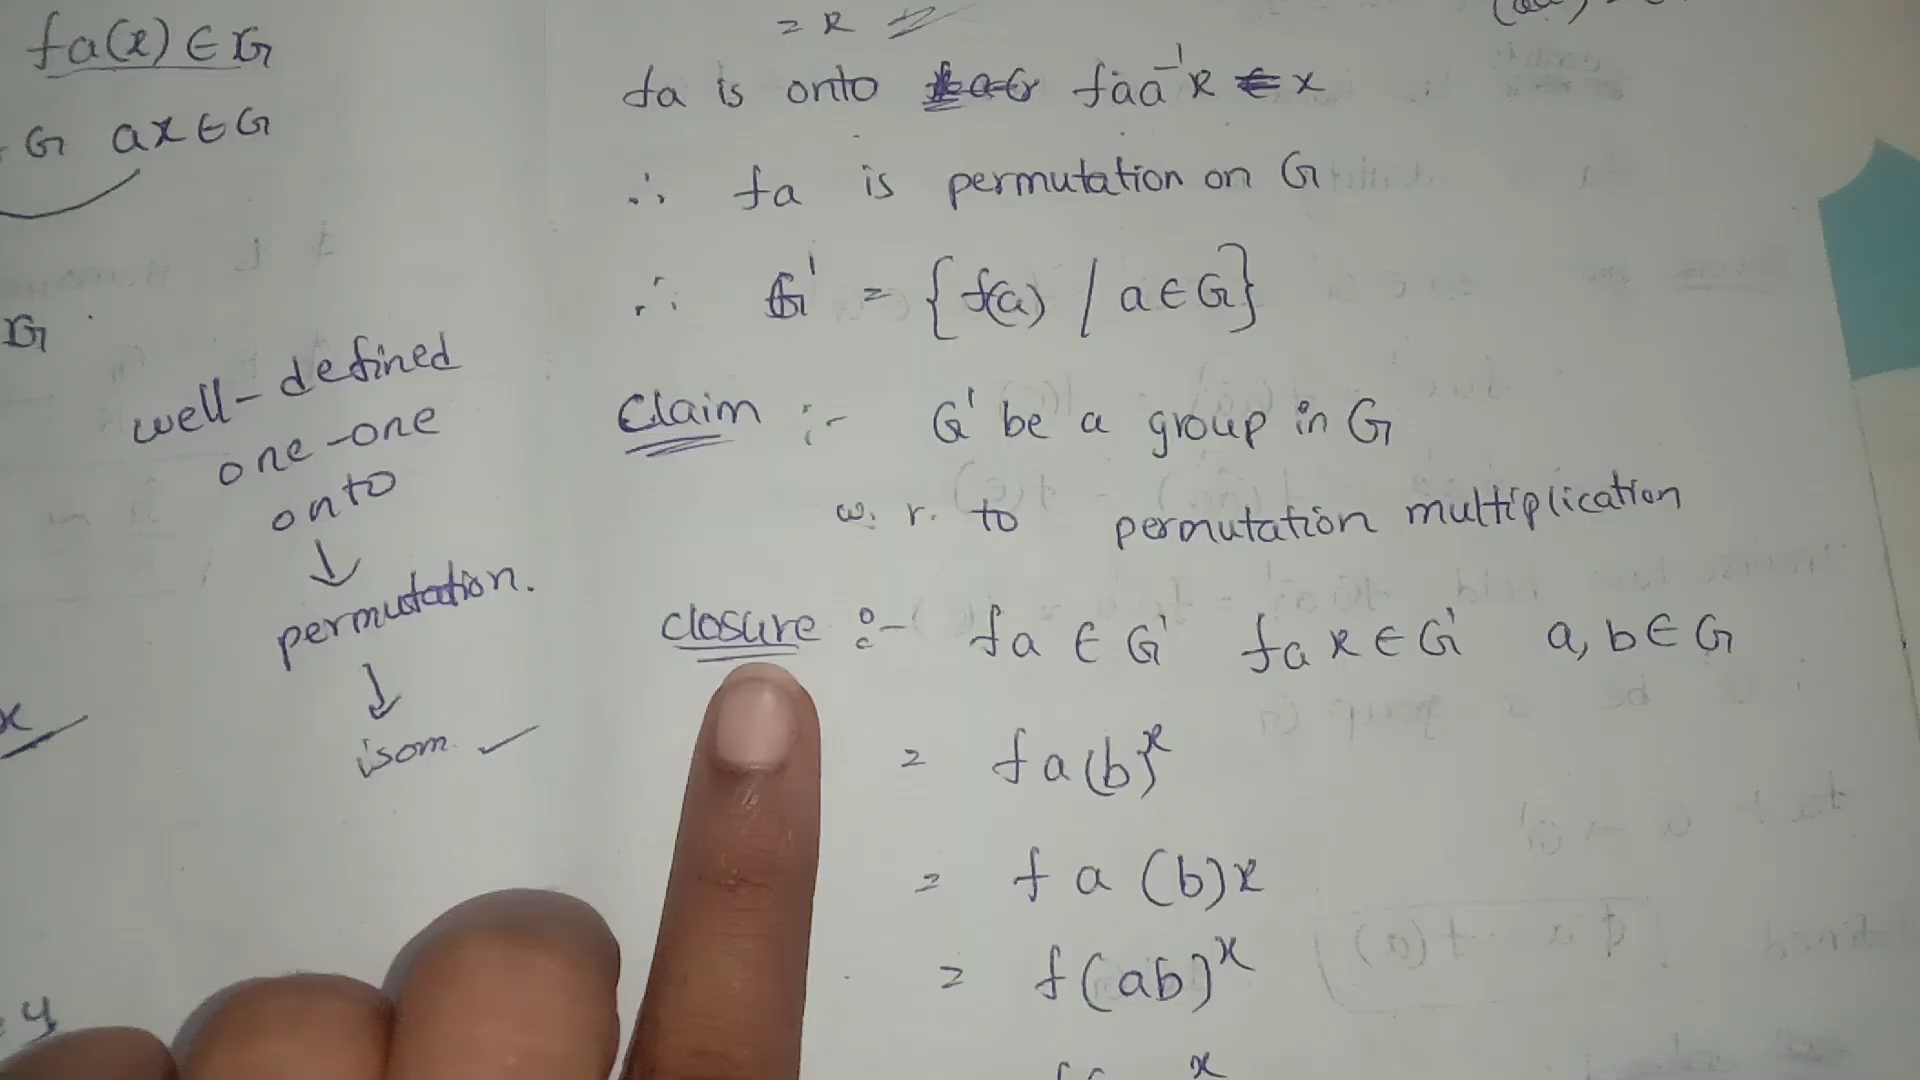 fa(x) ∈ G
G ax ∈ G
G
well-defined
one-one
onto
↓
permutation.
↓
isom. ✓
x
y
= x
fa is onto faa⁻¹x = x
∴ fa is permutation on G
∴ G' = {f(a) / a ∈ G}
Claim :- G' be a group in G
w. r. to permutation multiplication
closure :- fa ∈ G' fax ∈ G' a, b ∈ G
= fa(b)^x
= fa(b)x
= f(ab)^x
x